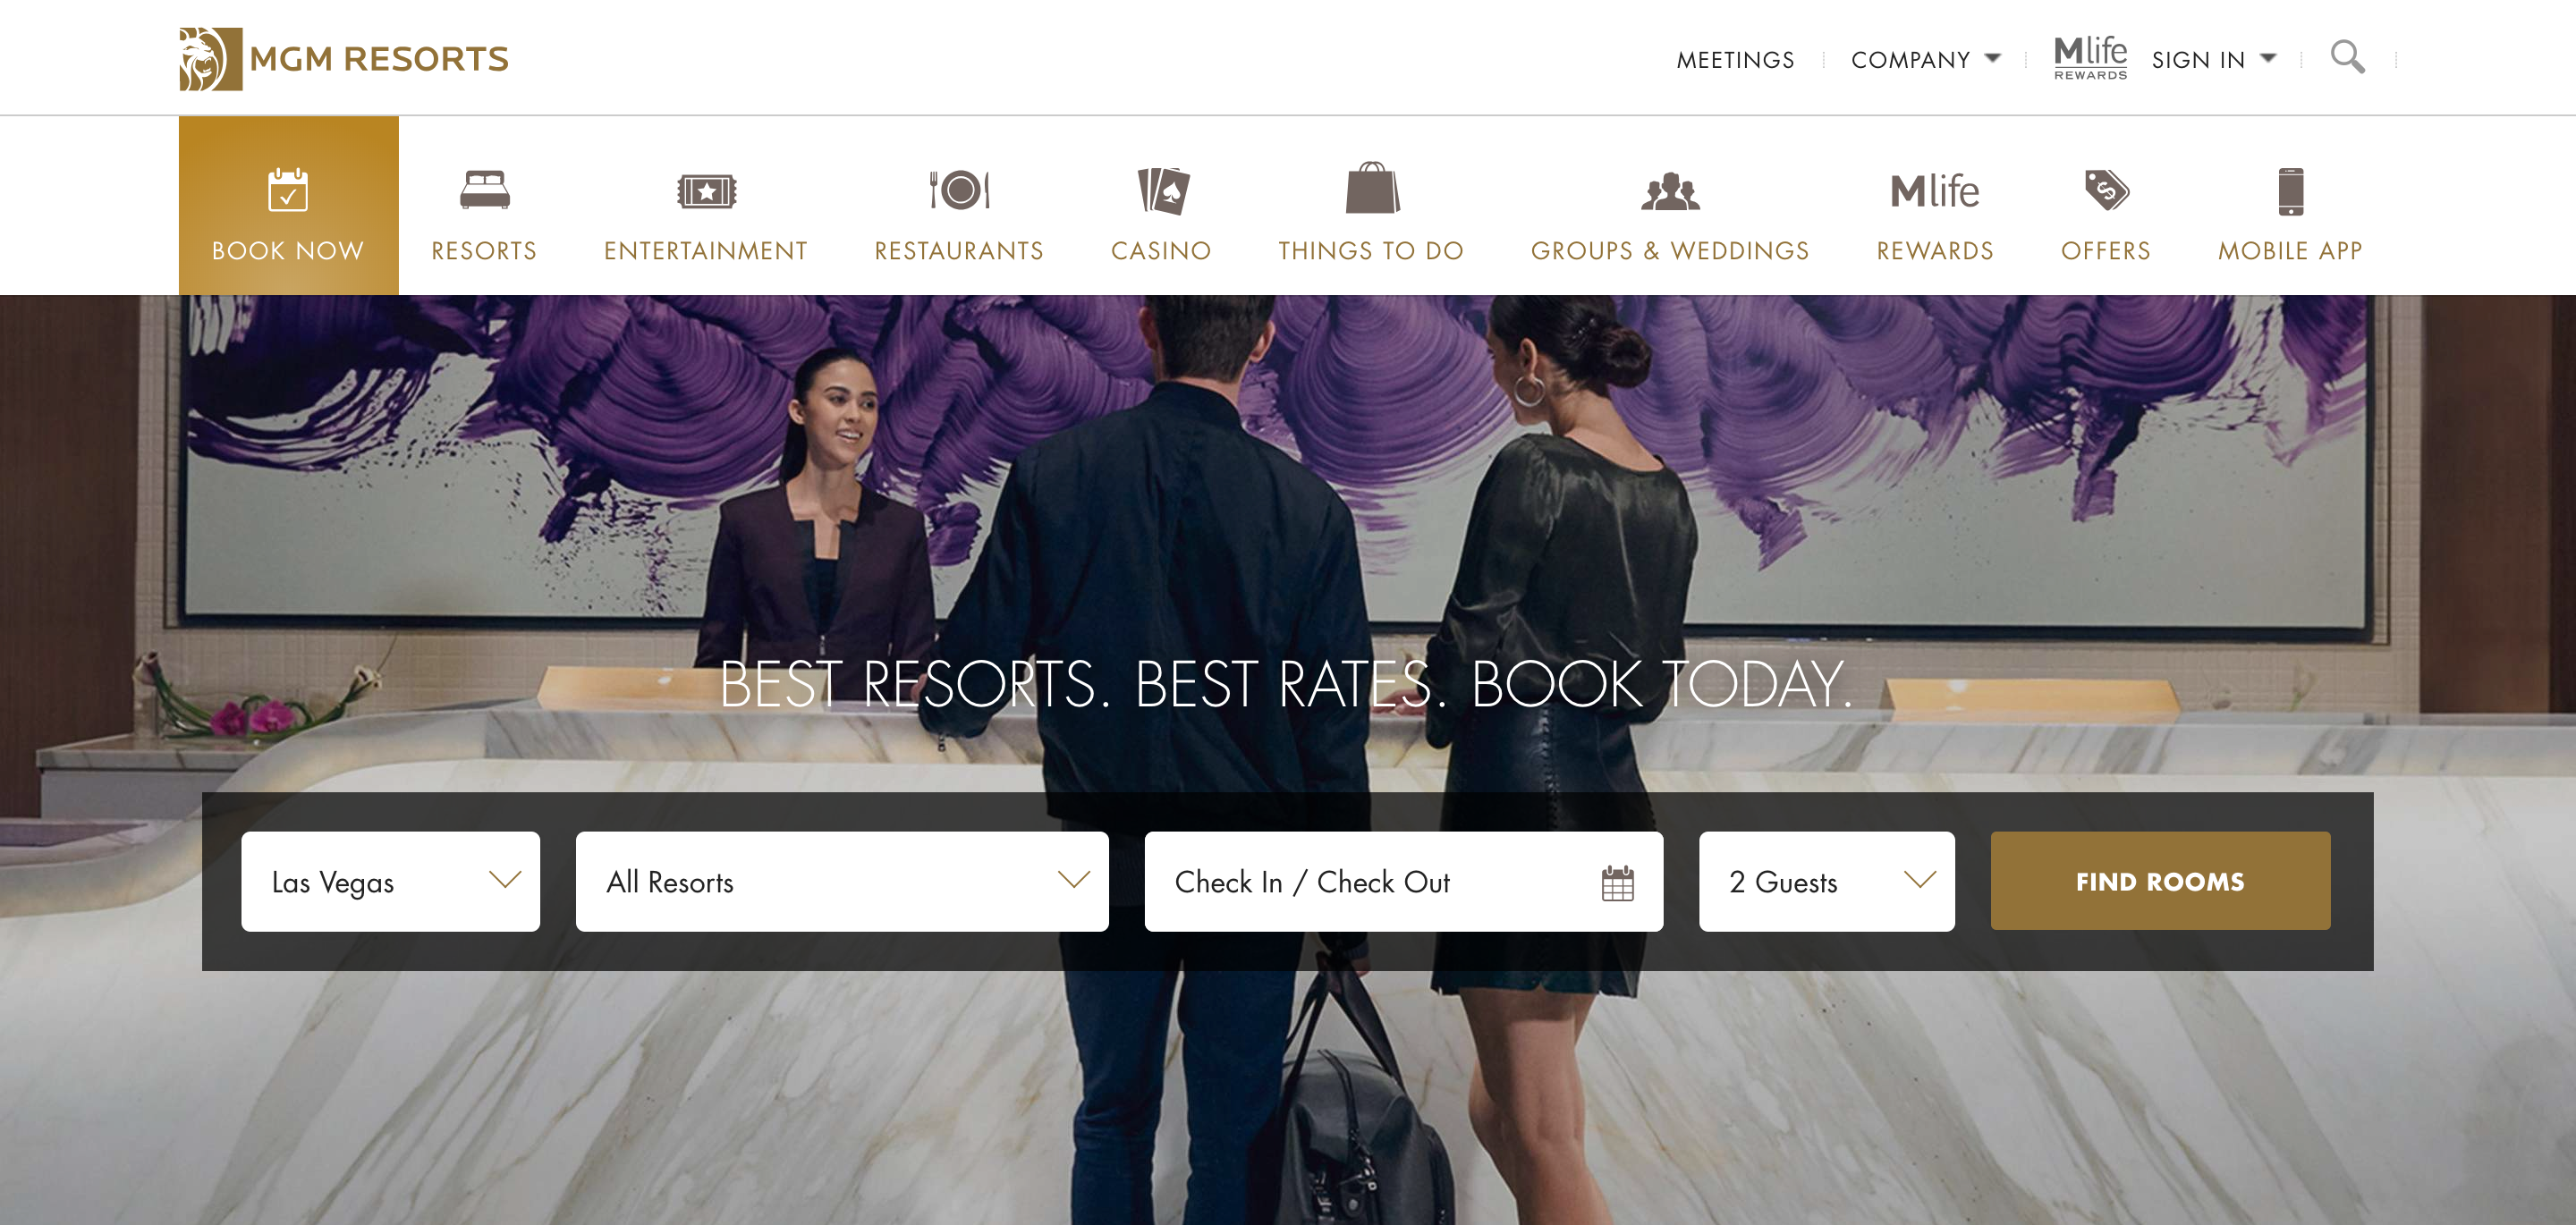 MGM RESORTS
MEETINGS
COMPANY
Mlife
REWARDS
SIGN IN
BOOK NOW
RESORTS
ENTERTAINMENT
RESTAURANTS
CASINO
THINGS TO DO
GROUPS & WEDDINGS
Mlife
REWARDS
$
OFFERS
MOBILE APP
BEST RESORTS. BEST RATES. BOOK TODAY.
Las Vegas
All Resorts
Check In / Check Out
2 Guests
FIND ROOMS